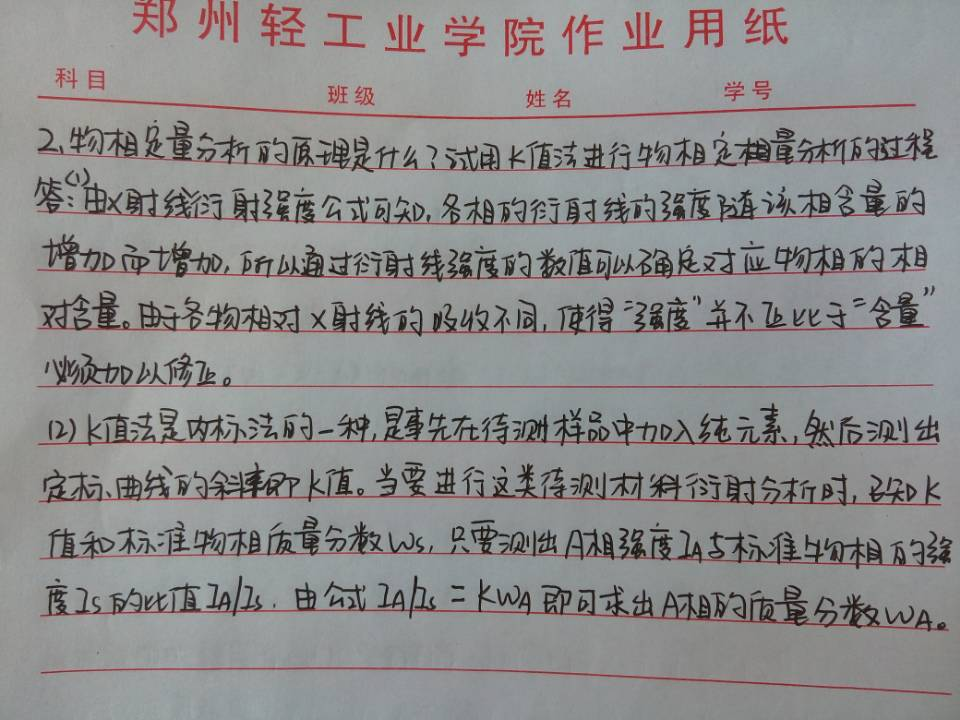 郑州轻工业学院作业用纸
科目 班级 姓名 学号
2、物相定量分析的原理是什么?试用K值法进行物相定量分析的过程
答:(1)由X射线衍射强度公式可知,各相的衍射线的强度随该相含量的
增加而增加,所以通过衍射线强度的数值可以确定对应物相的相
对含量。由于各物相对X射线的吸收不同,使得“强度”并不正比于“含量”
必须加以修正。
(2)K值法是内标法的一种,是事先在待测样品中加入纯元素,然后测出
定标曲线的斜率即K值。当要进行这类待测材料衍射分析时,已知K
值和标准物相质量分数Ws,只要测出A相强度IA与标准物相的强
度Is的比值IA/Is,由公式IA/Is=KWA即可求出A相的质量分数WA。